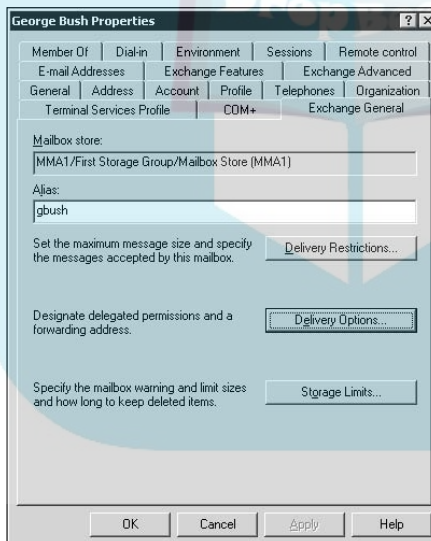 Drop B
George Bush Properties
Member Of Dial-in Environment Sessions Remote control
E-mail Addresses Exchange Features Exchange Advanced
General Address Account Profile Telephones Organization
Terminal Services Profile COM+ Exchange General
Mailbox store:
MMA1/First Storage Group/Mailbox Store (MMA1)
Alias:
gbush
Set the maximum message size and specify
the messages accepted by this mailbox.
Delivery Restrictions...
Designate delegated permissions and a
forwarding address.
Delivery Options...
Specify the mailbox warning and limit sizes
and how long to keep deleted items.
Storage Limits...
OK Cancel Apply Help